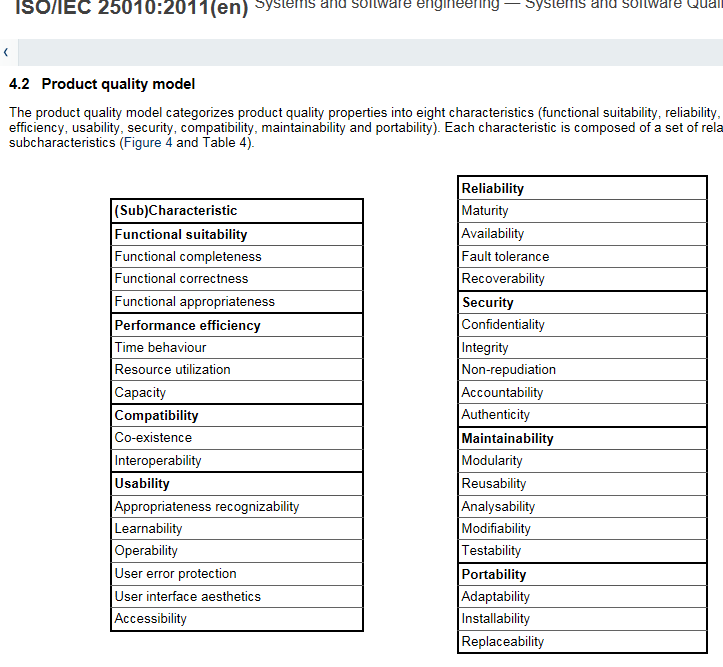 ISO/IEC 25010:2011(en) Systems and software engineering — Systems and software Quali
4.2 Product quality model
The product quality model categorizes product quality properties into eight characteristics (functional suitability, reliability,
efficiency, usability, security, compatibility, maintainability and portability). Each characteristic is composed of a set of rela
subcharacteristics (Figure 4 and Table 4).
(Sub)Characteristic
Functional suitability
Functional completeness
Functional correctness
Functional appropriateness
Performance efficiency
Time behaviour
Resource utilization
Capacity
Compatibility
Co-existence
Interoperability
Usability
Appropriateness recognizability
Learnability
Operability
User error protection
User interface aesthetics
Accessibility
Reliability
Maturity
Availability
Fault tolerance
Recoverability
Security
Confidentiality
Integrity
Non-repudiation
Accountability
Authenticity
Maintainability
Modularity
Reusability
Analysability
Modifiability
Testability
Portability
Adaptability
Installability
Replaceability